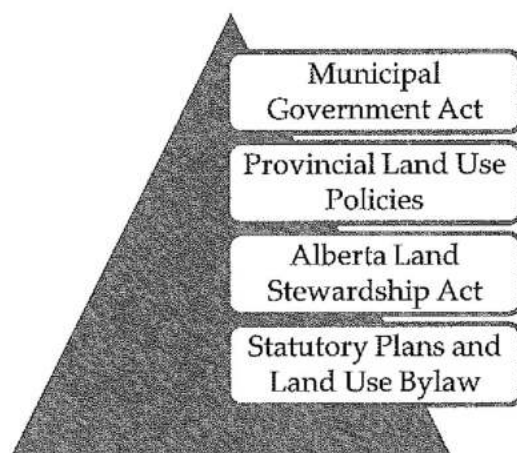 Municipal
Government Act
Provincial Land Use
Policies
Alberta Land
Stewardship Act
Statutory Plans and
Land Use Bylaw